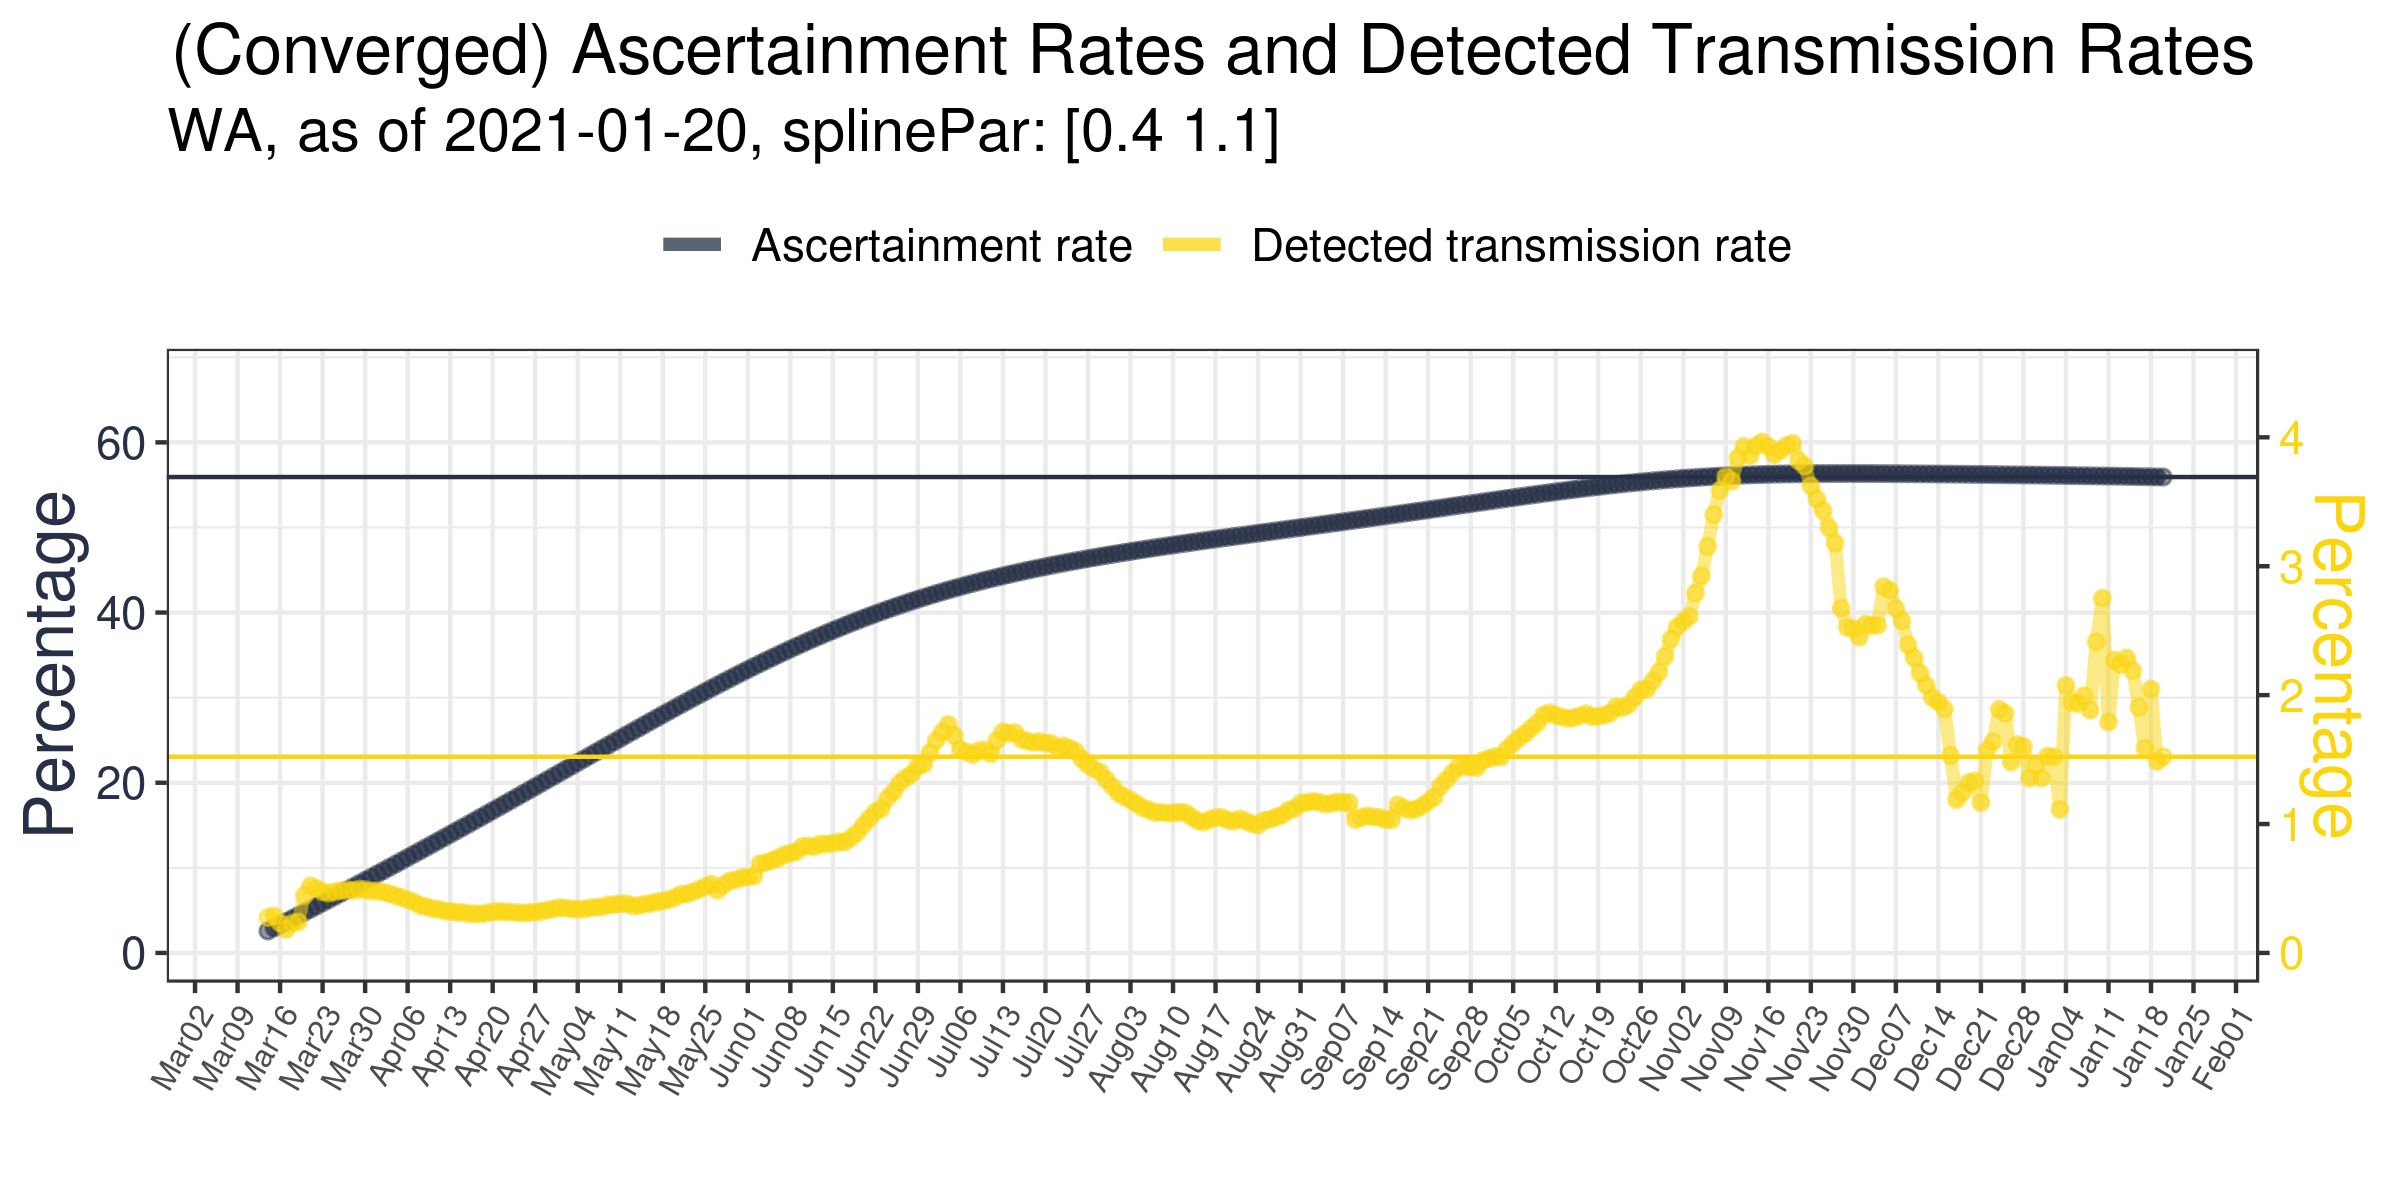 (Converged) Ascertainment Rates and Detected Transmission Rates
WA, as of 2021-01-20, splinePar: [0.4 1.1]
Ascertainment rate Detected transmission rate
Percentage
60
40
20
0
4
3
2
1
0
Percentage
Mar02 Mar09 Mar16 Mar23 Mar30 Apr06 Apr13 Apr20 Apr27 May04 May11 May18 May25 Jun01 Jun08 Jun15 Jun22 Jun29 Jul06 Jul13 Jul20 Jul27 Aug03 Aug10 Aug17 Aug24 Aug31 Sep07 Sep14 Sep21 Sep28 Oct05 Oct12 Oct19 Oct26 Nov02 Nov09 Nov16 Nov23 Nov30 Dec07 Dec14 Dec21 Dec28 Jan04 Jan11 Jan18 Jan25 Feb01